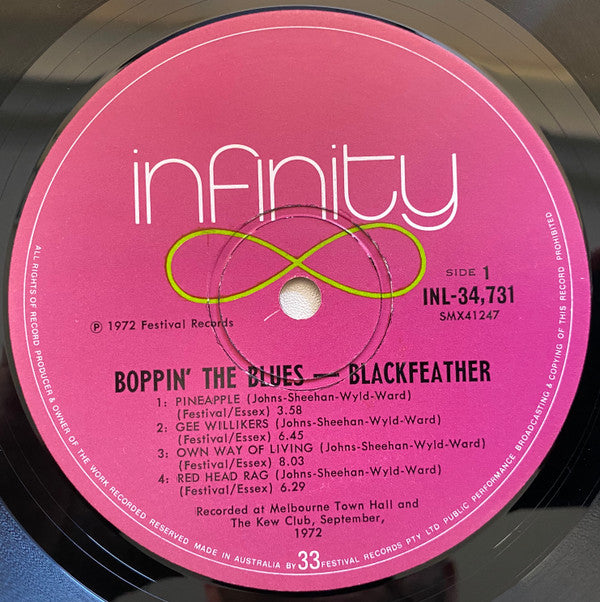 infinity
SIDE 1
INL-34,731
SMX41247
℗ 1972 Festival Records
BOPPIN' THE BLUES — BLACKFEATHER
1: PINEAPPLE (Johns-Sheehan-Wyld-Ward)
(Festival/Essex) 3.58
2: GEE WILLIKERS (Johns-Sheehan-Wyld-Ward)
(Festival/Essex) 6.45
3: OWN WAY OF LIVING (Johns-Sheehan-Wyld-Ward)
(Festival/Essex) 8.03
4: RED HEAD RAG (Johns-Sheehan-Wyld-Ward)
(Festival/Essex) 6.29
Recorded at Melbourne Town Hall and
The Kew Club, September,
1972
ALL RIGHTS OF RECORD PRODUCER & OWNER OF THE WORK RECORDED RESERVED MADE IN AUSTRALIA BY 33 FESTIVAL RECORDS PTY LTD PUBLIC PERFORMANCE BROADCASTING & COPYING OF THIS RECORD PROHIBITED